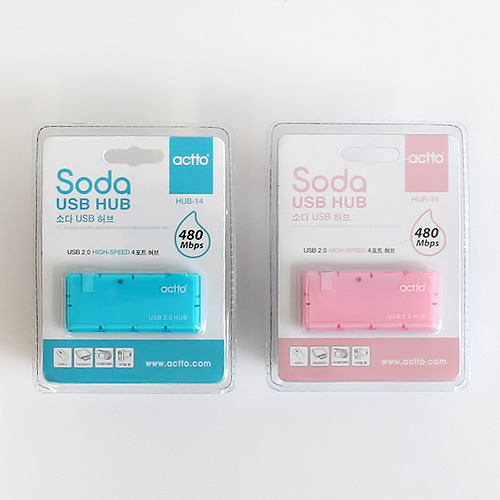 actto
Soda
USB HUB
HUB-14
소다 USB 허브
480
Mbps
USB 2.0 HIGH-SPEED 4포트 허브
actto
USB 2.0 HUB
www.actto.com
actto
Soda
USB HUB
HUB-14
소다 USB 허브
480
Mbps
USB 2.0 HIGH-SPEED 4포트 허브
actto
USB 2.0 HUB
www.actto.com